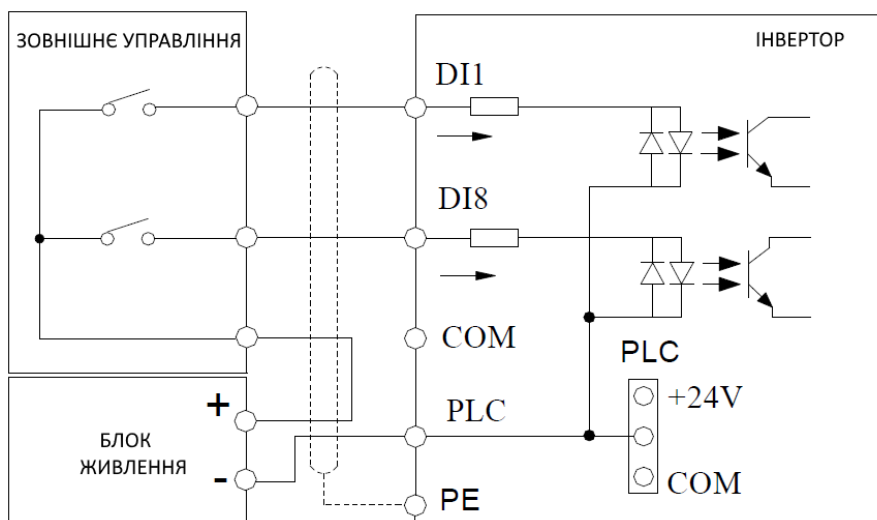 ЗОВНІШНЄ УПРАВЛІННЯ
ІНВЕРТОР
DI1
DI8
COM
PLC
+24V
PLC
COM
+
БЛОК
ЖИВЛЕННЯ
-
PE